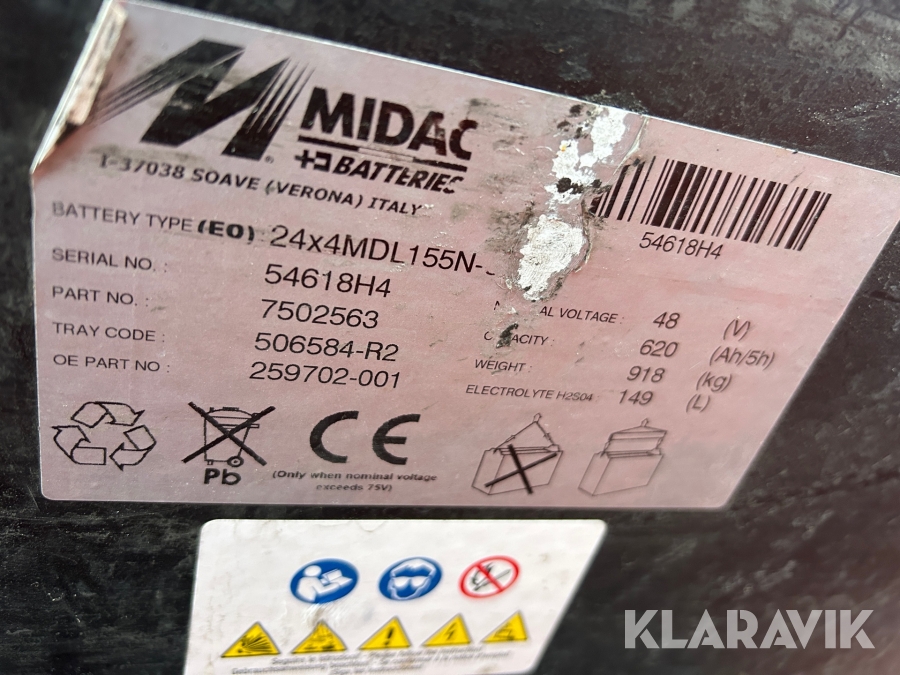 MIDAC
BATTERIES
I-37038 SOAVE (VERONA) ITALY
54618H4
BATTERY TYPE (EO) : 24x4MDL155N-
SERIAL NO. : 54618H4
PART NO. : 7502563
TRAY CODE : 506584-R2
OE PART NO : 259702-001
AL VOLTAGE : 48 (V)
620 (Ah/5h)
WEIGHT : 918 (kg)
ELECTROLYTE H2S04 : 149 (L)
Pb
CE
(Only when nominal voltage
exceeds 75V)
KLARAVIK